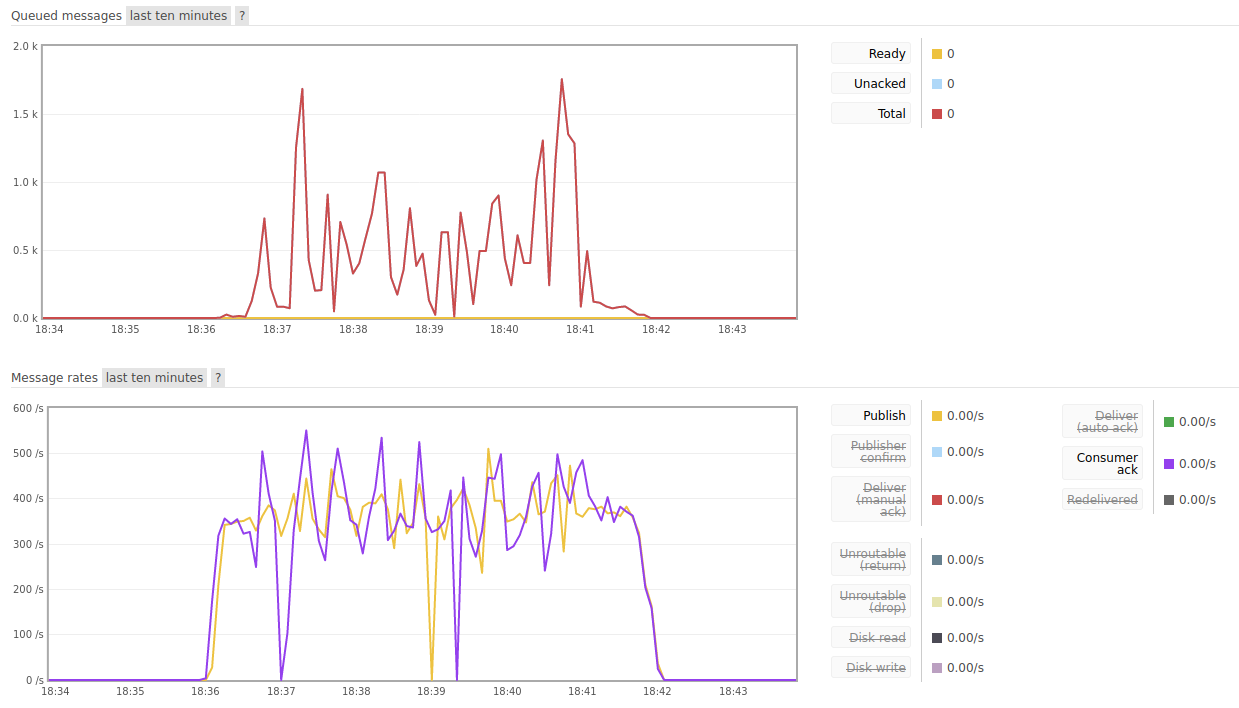 Queued messages last ten minutes ?
2.0 k
1.5 k
1.0 k
0.5 k
0.0 k
18:34 18:35 18:36 18:37 18:38 18:39 18:40 18:41 18:42 18:43
Ready 0
Unacked 0
Total 0
Message rates last ten minutes ?
600 /s
500 /s
400 /s
300 /s
200 /s
100 /s
0 /s
18:34 18:35 18:36 18:37 18:38 18:39 18:40 18:41 18:42 18:43
Publish 0.00/s
Publisher
confirm 0.00/s
Deliver
(manual
ack) 0.00/s
Unroutable
(return) 0.00/s
Unroutable
(drop) 0.00/s
Disk read 0.00/s
Disk write 0.00/s
Deliver
(auto ack) 0.00/s
Consumer
ack 0.00/s
Redelivered 0.00/s